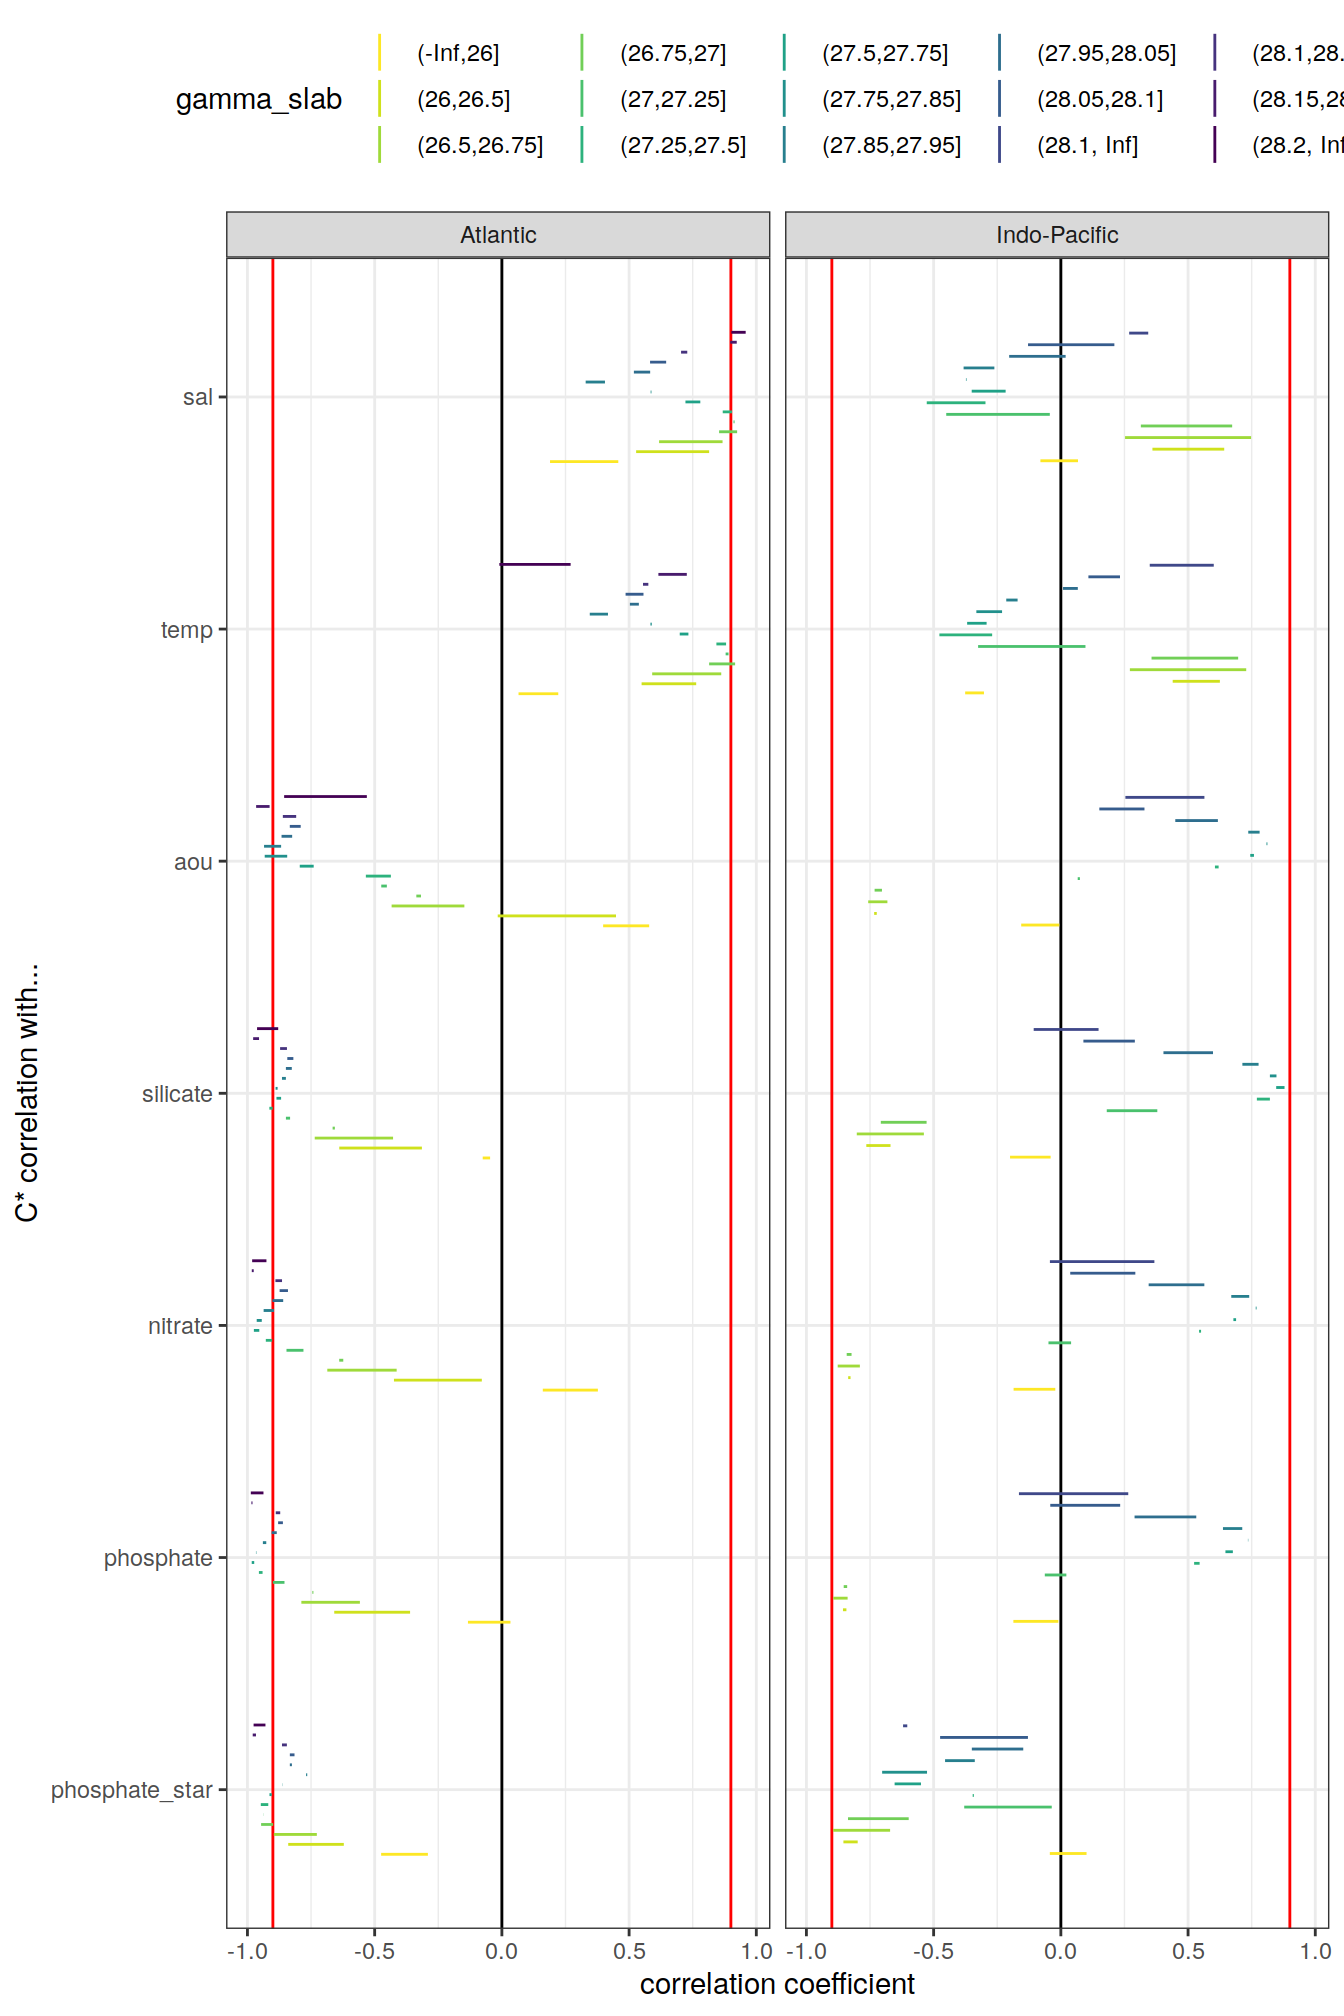 (-Inf,26] (26.75,27] (27.5,27.75] (27.95,28.05] (28.1,28.
gamma_slab (26,26.5] (27,27.25] (27.75,27.85] (28.05,28.1] (28.15,28
(26.5,26.75] (27.25,27.5] (27.85,27.95] (28.1, Inf] (28.2, Inf
Atlantic Indo-Pacific
sal
temp
aou
silicate
nitrate
phosphate
phosphate_star
C* correlation with...
-1.0 -0.5 0.0 0.5 1.0 -1.0 -0.5 0.0 0.5 1.0
correlation coefficient